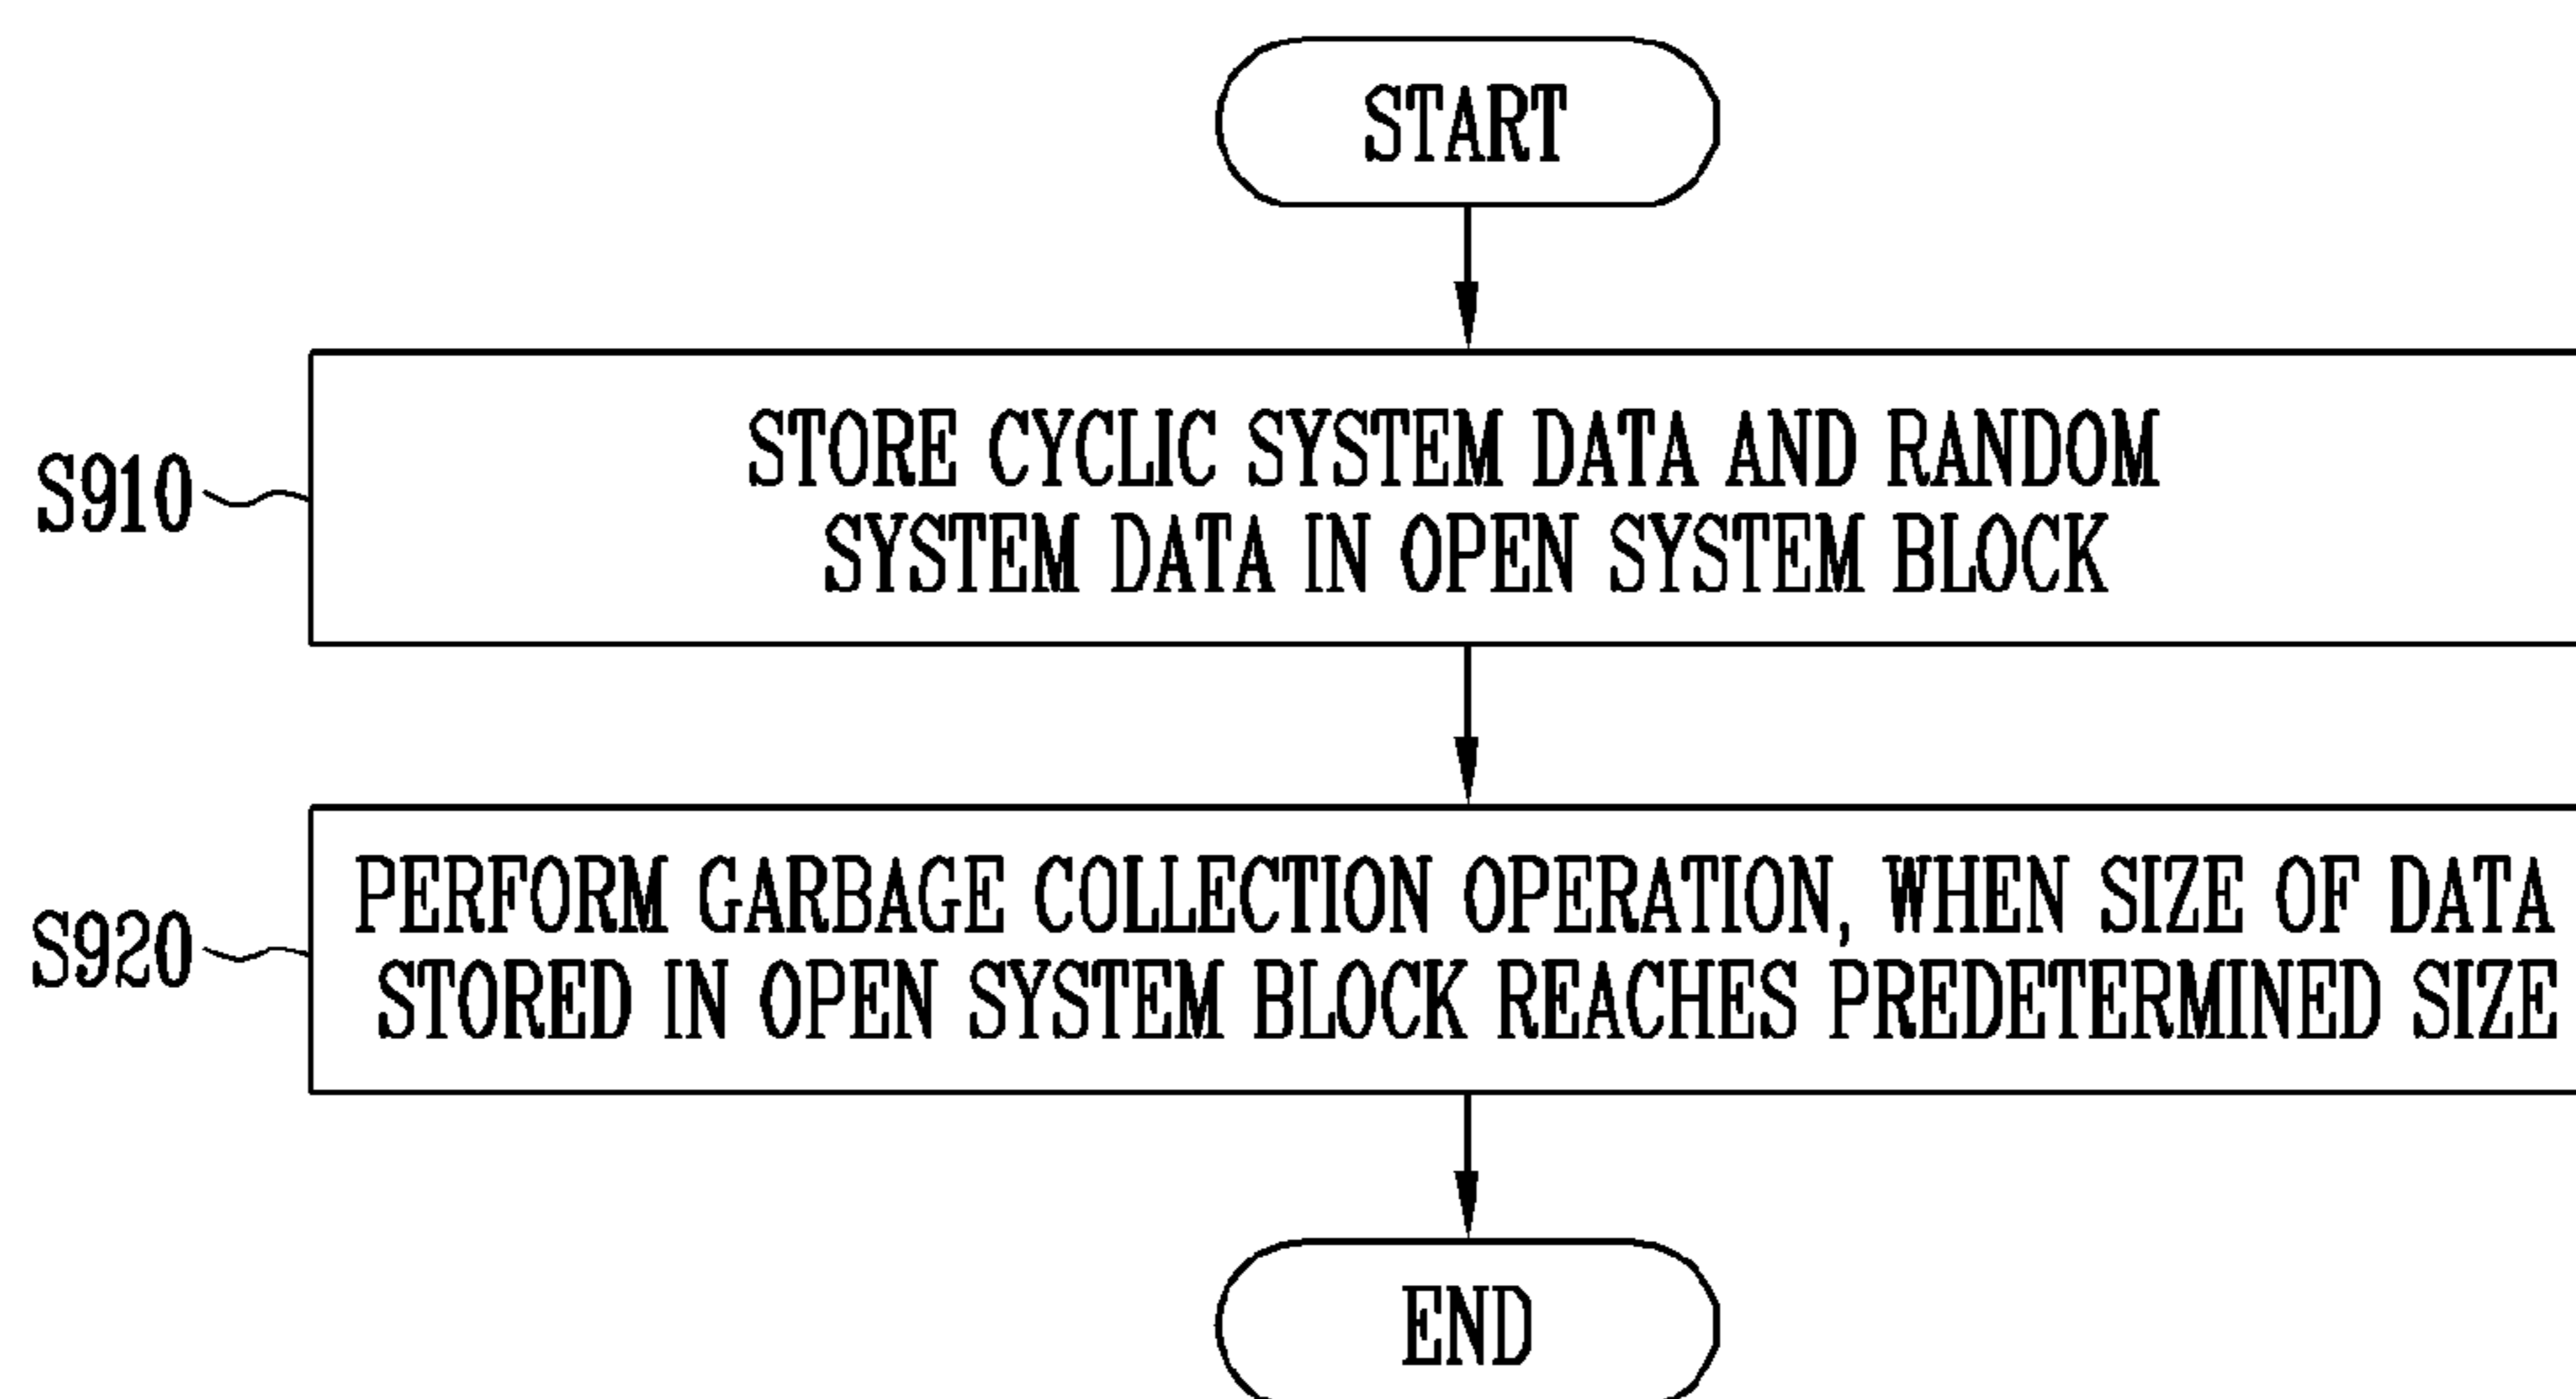 START
S910
STORE CYCLIC SYSTEM DATA AND RANDOM
SYSTEM DATA IN OPEN SYSTEM BLOCK
S920
PERFORM GARBAGE COLLECTION OPERATION, WHEN SIZE OF DATA
STORED IN OPEN SYSTEM BLOCK REACHES PREDETERMINED SIZE
END